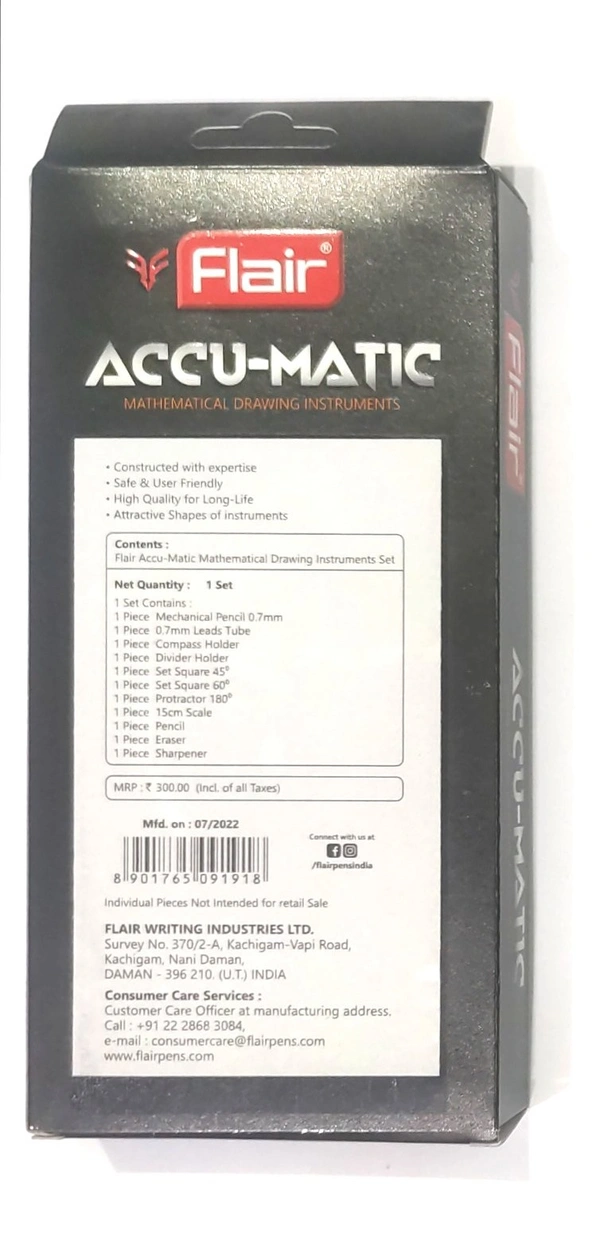 Flair®
ACCU-MATIC
MATHEMATICAL DRAWING INSTRUMENTS
• Constructed with expertise
• Safe & User Friendly
• High Quality for Long-Life
• Attractive Shapes of instruments
Contents :
Flair Accu-Matic Mathematical Drawing Instruments Set
Net Quantity : 1 Set
1 Set Contains :
1 Piece Mechanical Pencil 0.7mm
1 Piece 0.7mm Leads Tube
1 Piece Compass Holder
1 Piece Divider Holder
1 Piece Set Square 45⁰
1 Piece Set Square 60⁰
1 Piece Protractor 180⁰
1 Piece 15cm Scale
1 Piece Pencil
1 Piece Eraser
1 Piece Sharpener
MRP : ₹ 300.00 (Incl. of all Taxes)
Mfd. on : 07/2022
8 901765 091918
Connect with us at
/flairpensindia
Individual Pieces Not Intended for retail Sale
FLAIR WRITING INDUSTRIES LTD.
Survey No. 370/2-A, Kachigam-Vapi Road,
Kachigam, Nani Daman,
DAMAN - 396 210. (U.T.) INDIA
Consumer Care Services :
Customer Care Officer at manufacturing address.
Call : +91 22 2868 3084,
e-mail : consumercare@flairpens.com
www.flairpens.com
Flair
ACCU-MATIC